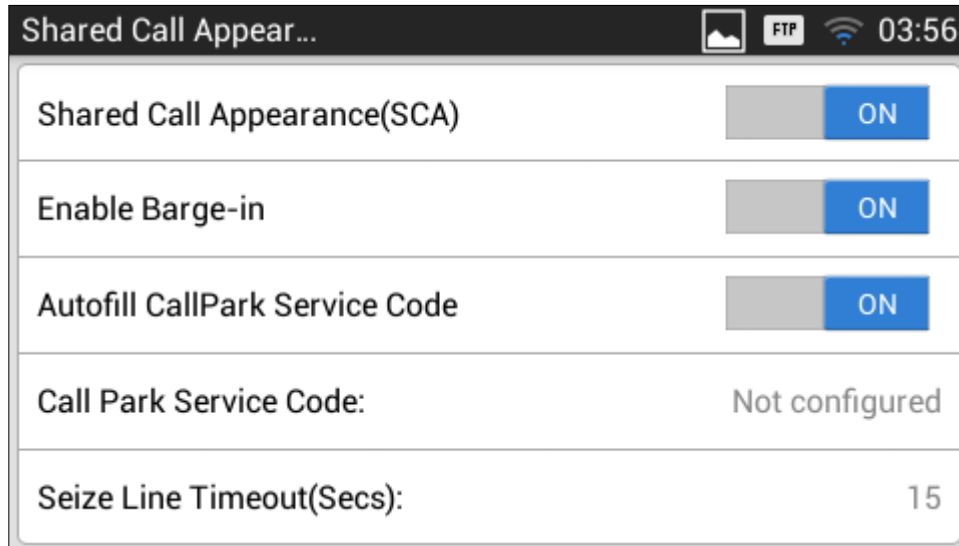 Shared Call Appear... FTP 03:56
Shared Call Appearance(SCA) ON
Enable Barge-in ON
Autofill CallPark Service Code ON
Call Park Service Code: Not configured
Seize Line Timeout(Secs): 15